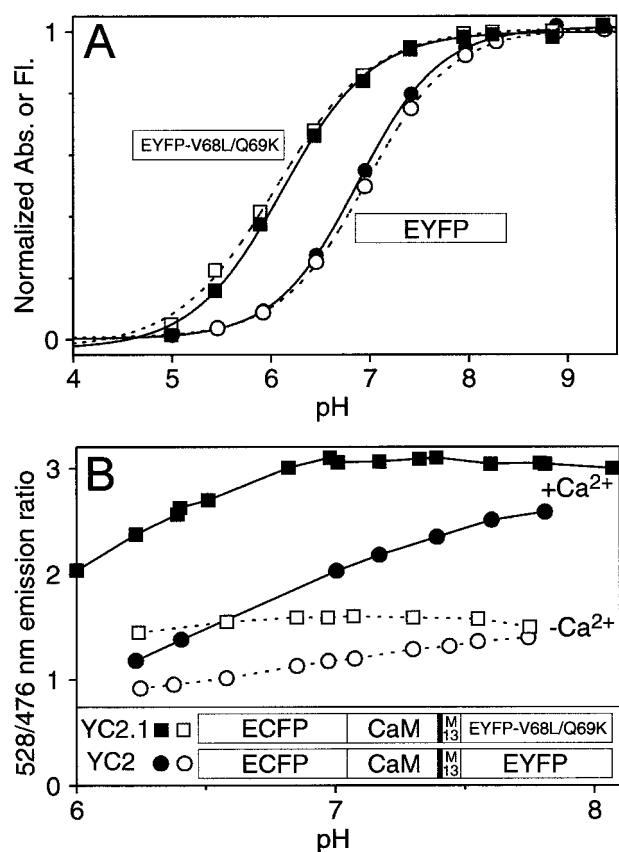 A
Normalized Abs. or Fl.
1
0
EYFP-V68L/Q69K
EYFP
4 5 6 7 8 9
pH
B
528/476 nm emission ratio
3
2
1
0
+Ca²⁺
-Ca²⁺
YC2.1 ECFP CaM M13 EYFP-V68L/Q69K
YC2 ECFP CaM M13 EYFP
6 7 8
pH